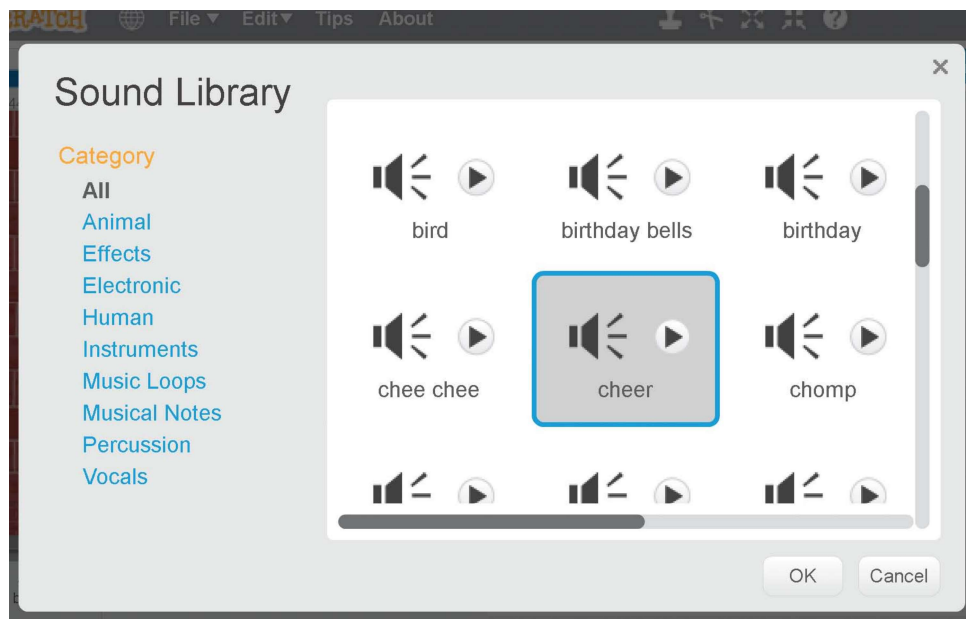 SCRATCH File ▼ Edit▼ Tips About
Sound Library
Category
All
Animal
Effects
Electronic
Human
Instruments
Music Loops
Musical Notes
Percussion
Vocals
bird birthday bells birthday
chee chee cheer chomp
OK Cancel